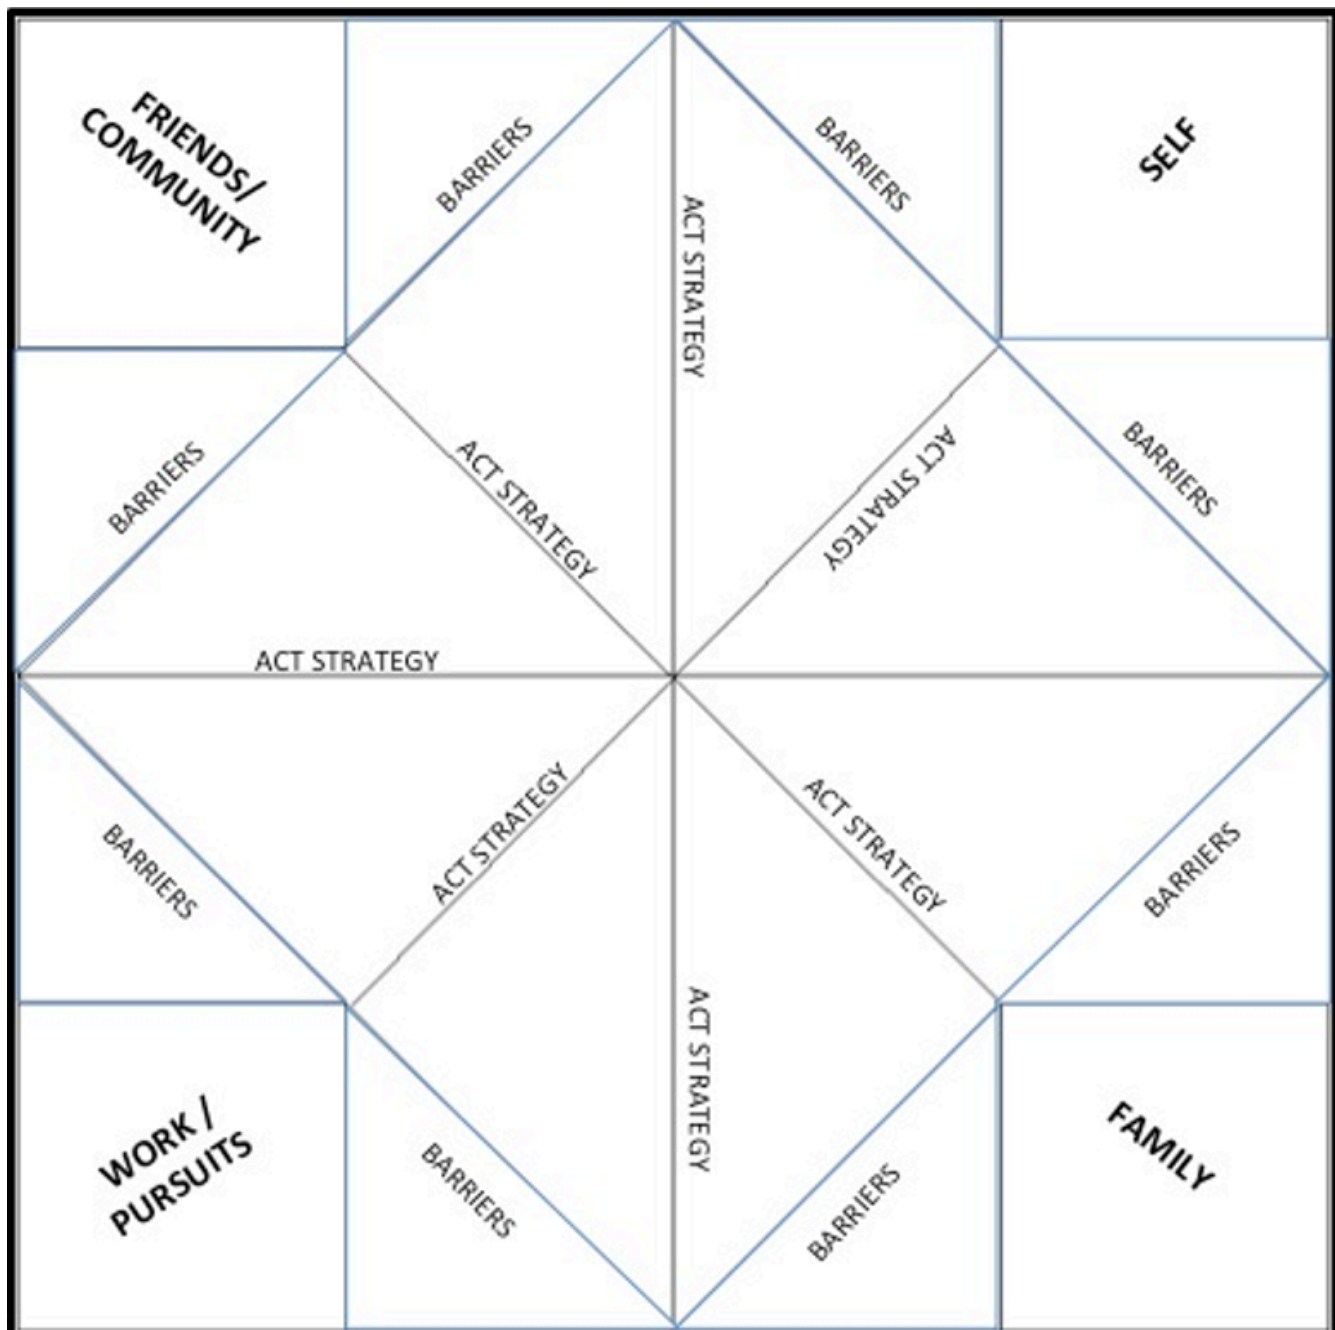 FRIENDS/
COMMUNITY
BARRIERS
BARRIERS
SELF
ACT STRATEGY
BARRIERS
ACT STRATEGY
ACT STRATEGY
BARRIERS
ACT STRATEGY
BARRIERS
ACT STRATEGY
ACT STRATEGY
BARRIERS
WORK /
PURSUITS
BARRIERS
ACT STRATEGY
BARRIERS
FAMILY